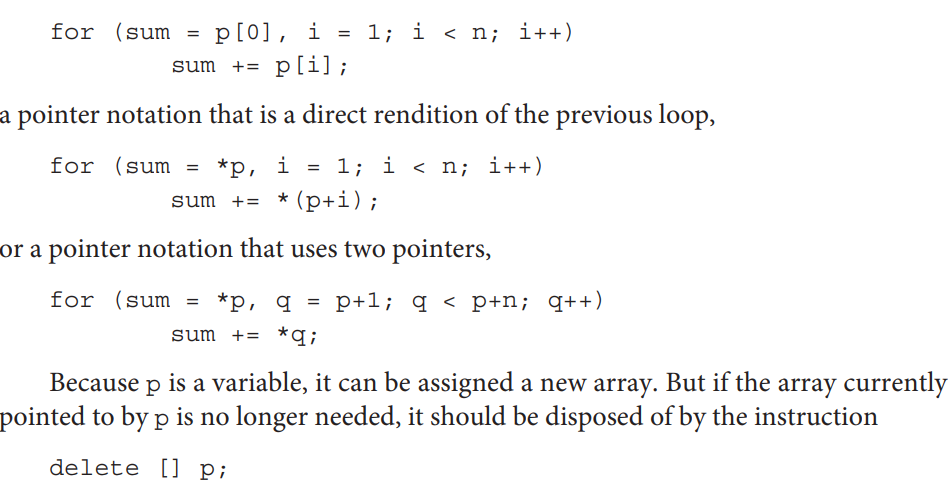 for (sum = p[0], i = 1; i < n; i++)
sum += p[i];
a pointer notation that is a direct rendition of the previous loop,
for (sum = *p, i = 1; i < n; i++)
sum += *(p+i);
or a pointer notation that uses two pointers,
for (sum = *p, q = p+1; q < p+n; q++)
sum += *q;
Because p is a variable, it can be assigned a new array. But if the array currently
pointed to by p is no longer needed, it should be disposed of by the instruction
delete [] p;